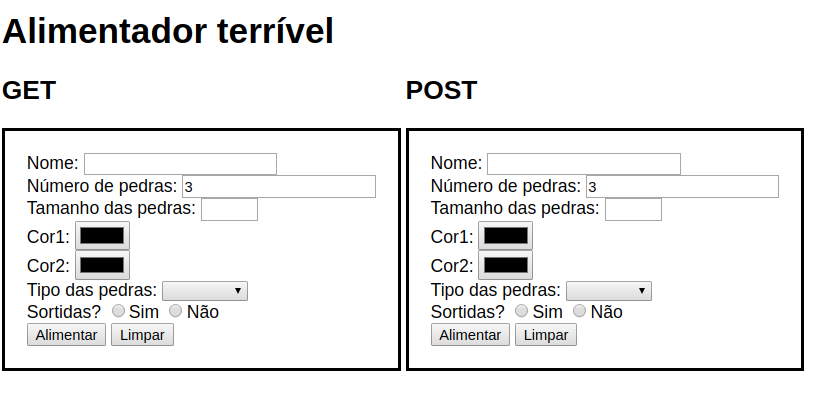 Alimentador terrível
GET
Nome:
Número de pedras: 3
Tamanho das pedras:
Cor1:
Cor2:
Tipo das pedras:
Sortidas? Sim Não
Alimentar Limpar
POST
Nome:
Número de pedras: 3
Tamanho das pedras:
Cor1:
Cor2:
Tipo das pedras:
Sortidas? Sim Não
Alimentar Limpar